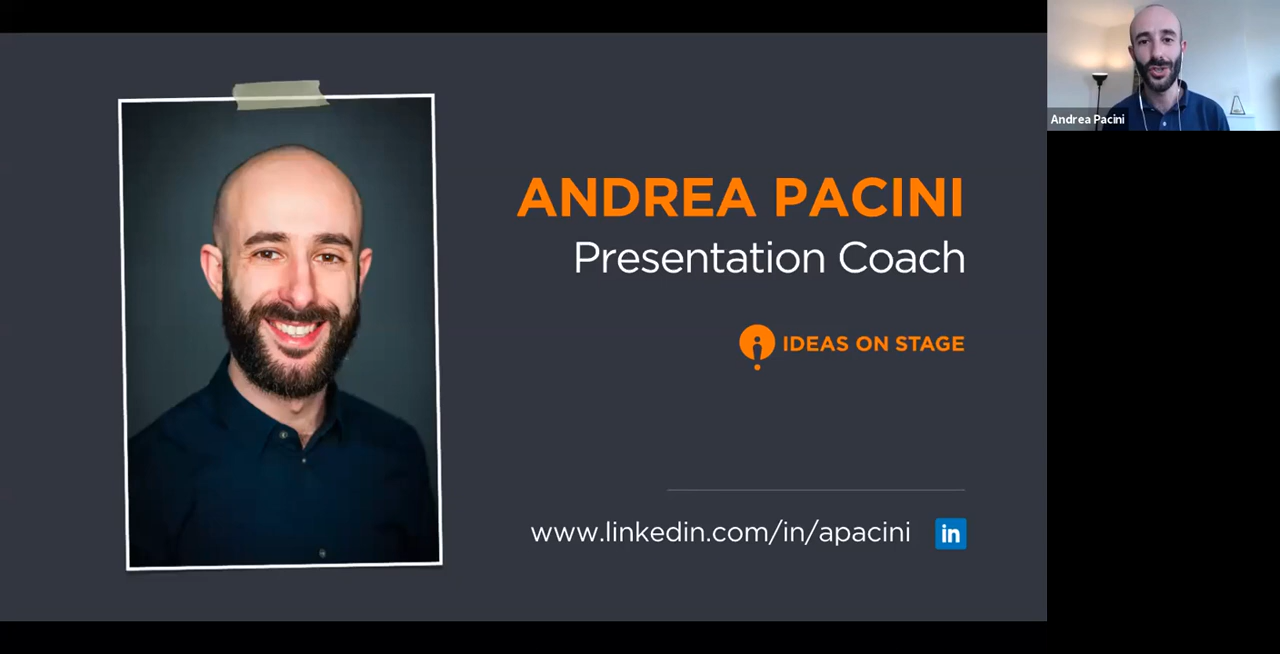 Andrea Pacini
ANDREA PACINI
Presentation Coach
IDEAS ON STAGE
www.linkedin.com/in/apacini
in